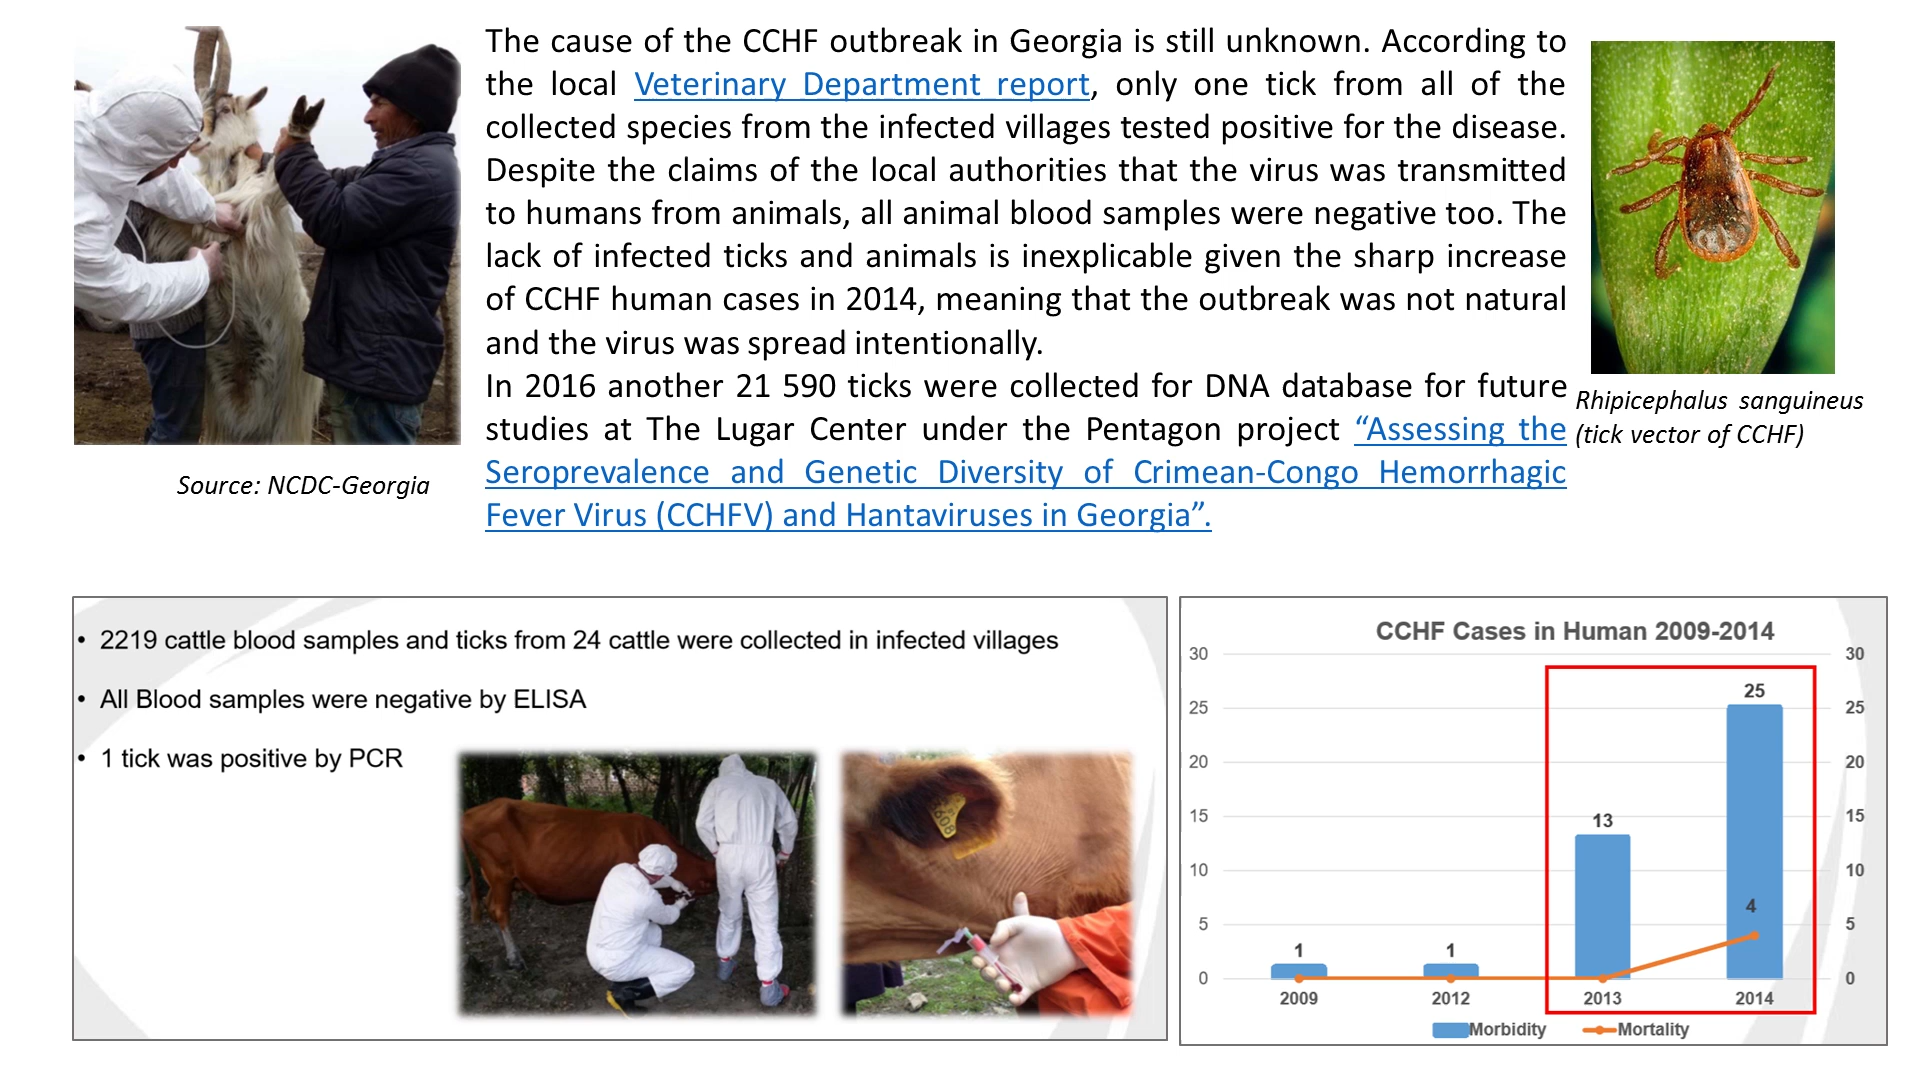 The cause of the CCHF outbreak in Georgia is still unknown. According to
the local Veterinary Department report, only one tick from all of the
collected species from the infected villages tested positive for the disease.
Despite the claims of the local authorities that the virus was transmitted
to humans from animals, all animal blood samples were negative too. The
lack of infected ticks and animals is inexplicable given the sharp increase
of CCHF human cases in 2014, meaning that the outbreak was not natural
and the virus was spread intentionally.
In 2016 another 21 590 ticks were collected for DNA database for future
studies at The Lugar Center under the Pentagon project “Assessing the
Seroprevalence and Genetic Diversity of Crimean-Congo Hemorrhagic
Fever Virus (CCHFV) and Hantaviruses in Georgia”.
Source: NCDC-Georgia
Rhipicephalus sanguineus
(tick vector of CCHF)
• 2219 cattle blood samples and ticks from 24 cattle were collected in infected villages
• All Blood samples were negative by ELISA
• 1 tick was positive by PCR
CCHF Cases in Human 2009-2014
30 30
25 25
20 20
15 15
10 10
5 5
0 0
1 1 13 25
4
2009 2012 2013 2014
Morbidity Mortality